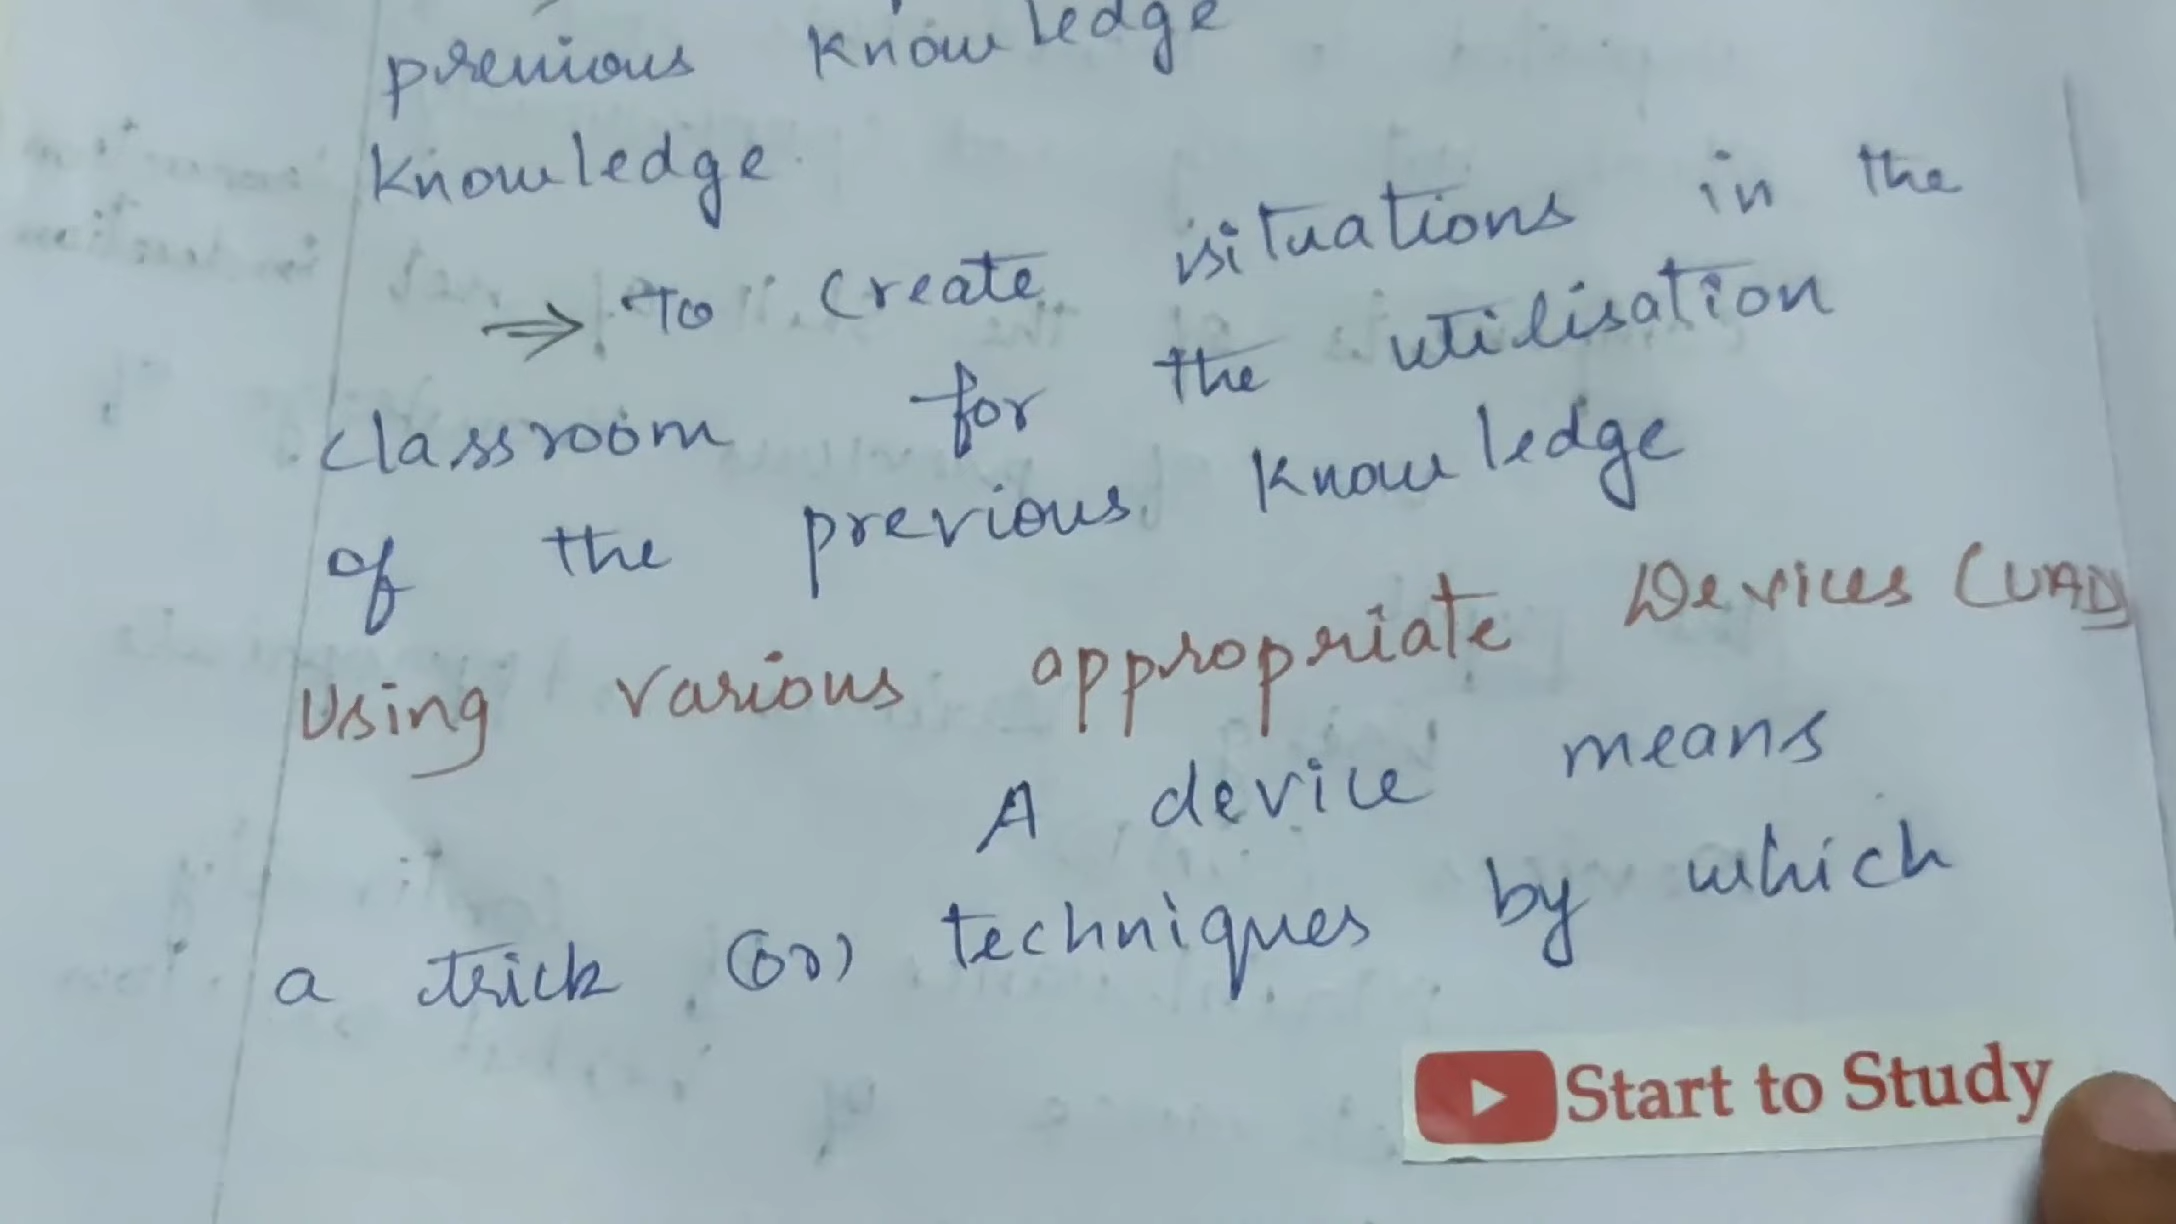 previous knowledge
knowledge
⇒ To create situations in the
classroom for the utilisation
of the previous knowledge
Using various appropriate Devices (UAD)
A device means
a trick (or) techniques by which
Start to Study